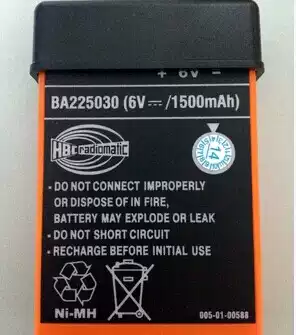 + 6V −
BA225030 (6V ⎓ /1500mAh)
HBC radiomatic
14
• DO NOT CONNECT IMPROPERLY
OR DISPOSE OF IN FIRE,
BATTERY MAY EXPLODE OR LEAK
• DO NOT SHORT CIRCUIT
• RECHARGE BEFORE INITIAL USE
Ni-MH
005-01-00588